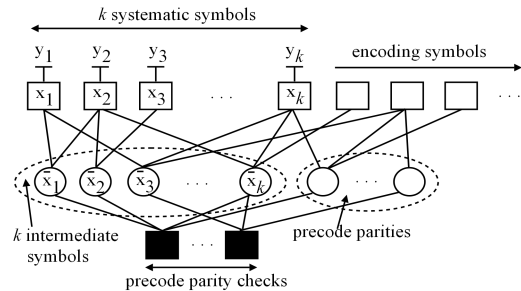 k systematic symbols
y1 y2 y3 yk encoding symbols
x1 x2 x3 . . . xk . . .
x̄1 x̄2 x̄3 . . . x̄k . . .
k intermediate
symbols
. . .
precode parities
precode parity checks